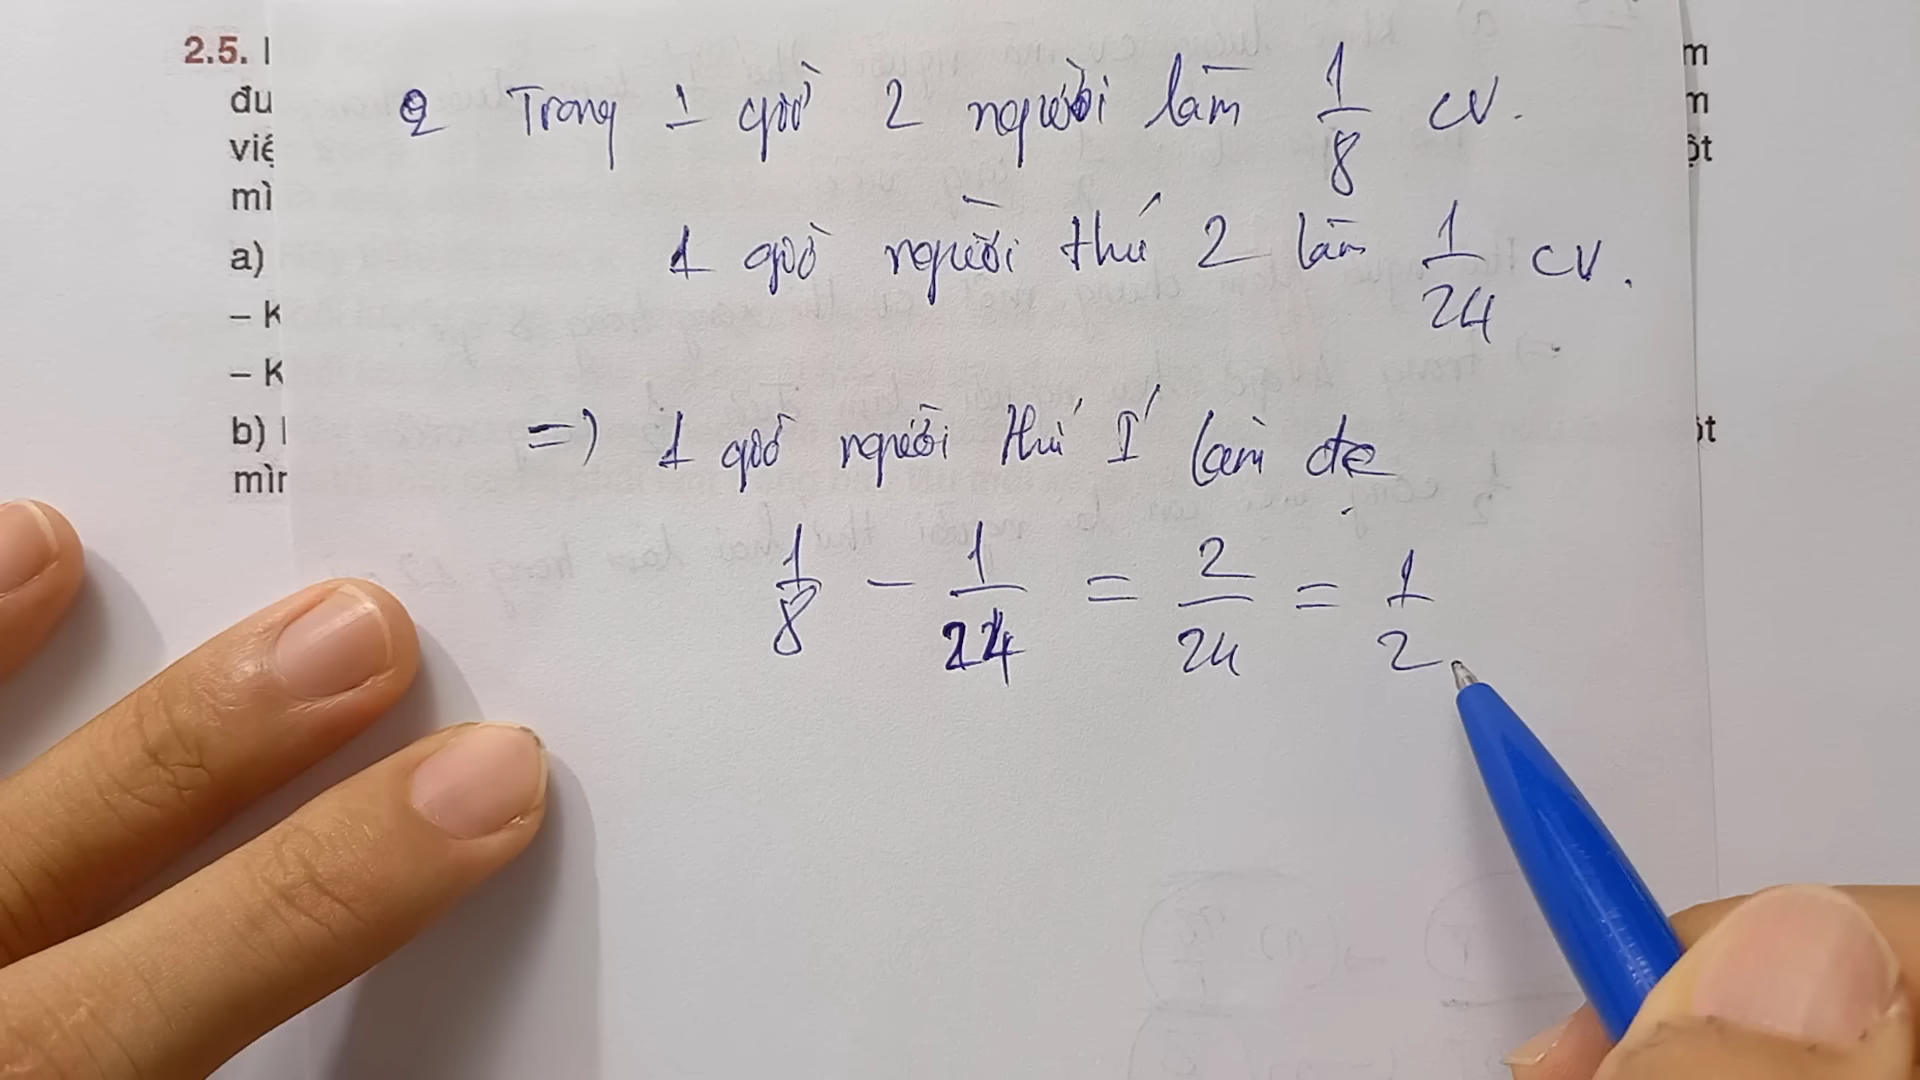 2.5. I
m
đu
m
việ
ột
mì
a)
– K
– K
b) I
ột
mìr
Trong 1 giờ 2 người làm 1/8 CV.
1 giờ người thứ 2 làm 1/24 CV.
=) 1 giờ người thứ I làm đc
1/8 - 1/24 = 2/24 = 1/2